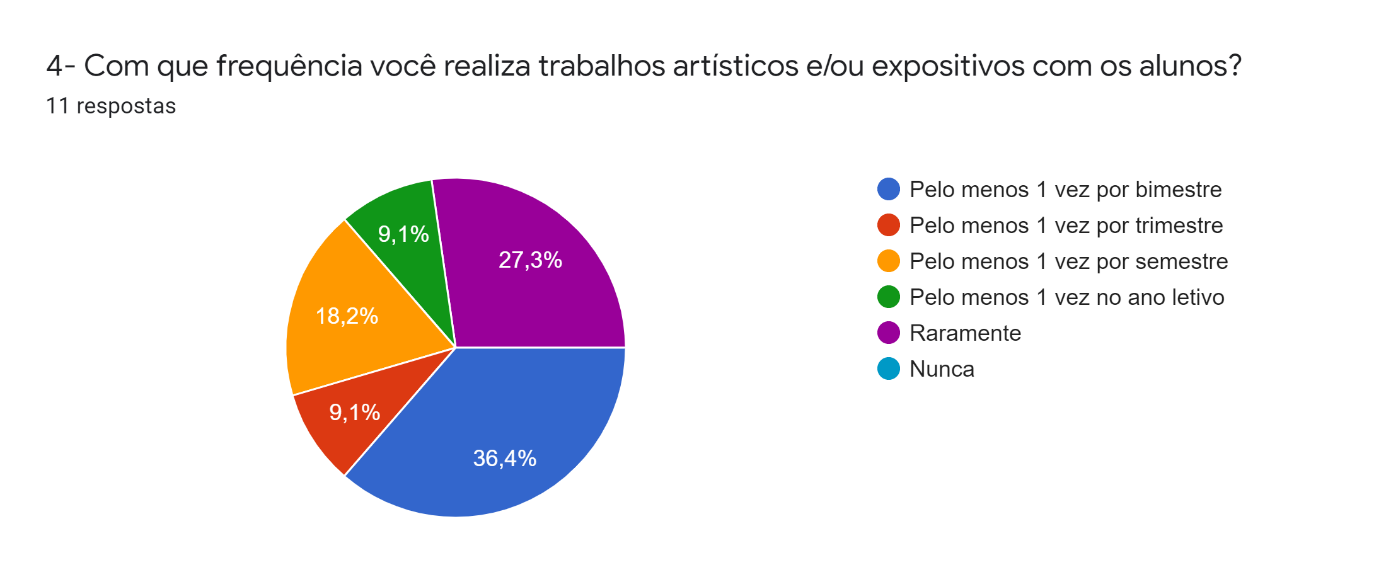 4- Com que frequência você realiza trabalhos artísticos e/ou expositivos com os alunos?
11 respostas
9,1%
27,3%
18,2%
9,1%
36,4%
Pelo menos 1 vez por bimestre
Pelo menos 1 vez por trimestre
Pelo menos 1 vez por semestre
Pelo menos 1 vez no ano letivo
Raramente
Nunca